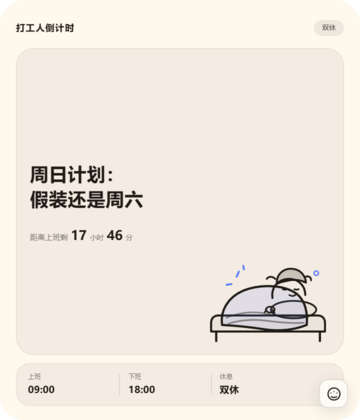 打工人倒计时
双休
周日计划：
假装还是周六
距离上班剩 17 小时 46 分
上班
09:00
下班
18:00
休息
双休